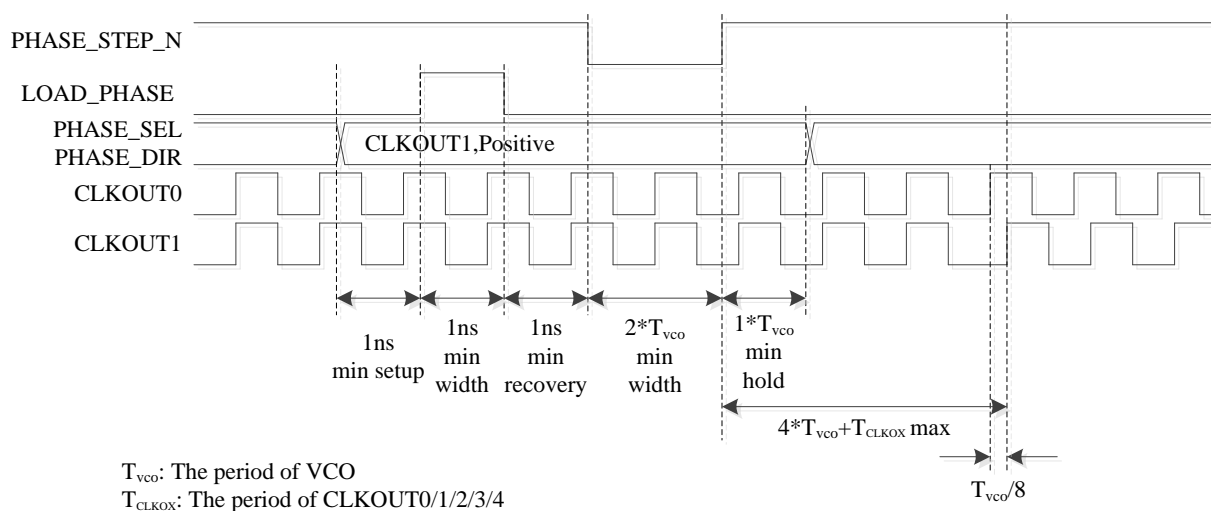 PHASE_STEP_N
LOAD_PHASE
PHASE_SEL
PHASE_DIR
CLKOUT1,Positive
CLKOUT0
CLKOUT1
1ns
min setup
1ns
min
width
1ns
min
recovery
2*Tvco
min
width
1*Tvco
min
hold
4*Tvco+TCLKOX max
Tvco/8
Tvco: The period of VCO
TCLKOX: The period of CLKOUT0/1/2/3/4